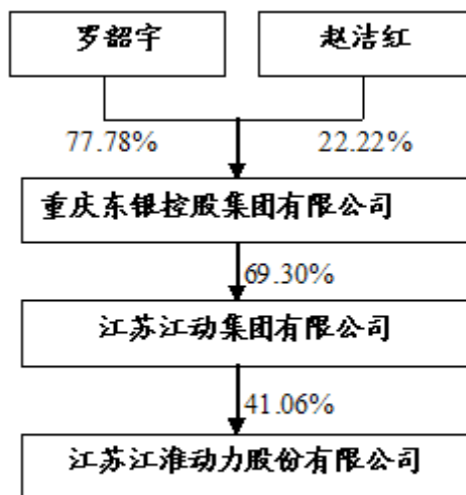 罗韶宇
赵洁红
77.78%
22.22%
重庆东银控股集团有限公司
69.30%
江苏江动集团有限公司
41.06%
江苏江淮动力股份有限公司